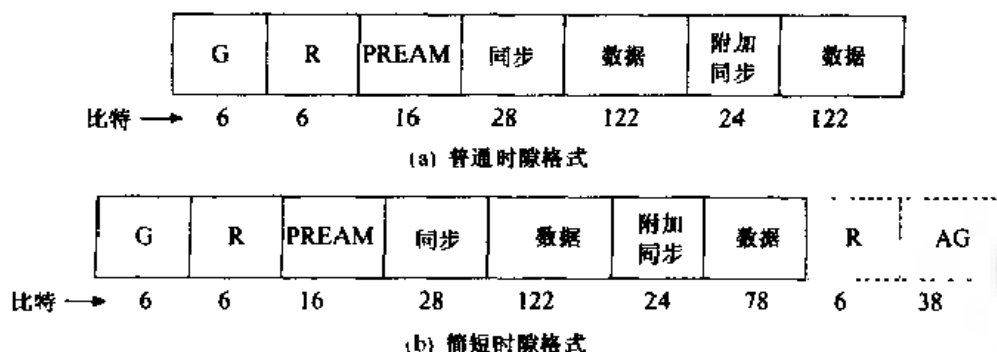 G R PREAM 同步 数据 附加同步 数据
比特 → 6 6 16 28 122 24 122
(a) 普通时隙格式
G R PREAM 同步 数据 附加同步 数据 R AG
比特 → 6 6 16 28 122 24 78 6 38
(b) 简短时隙格式